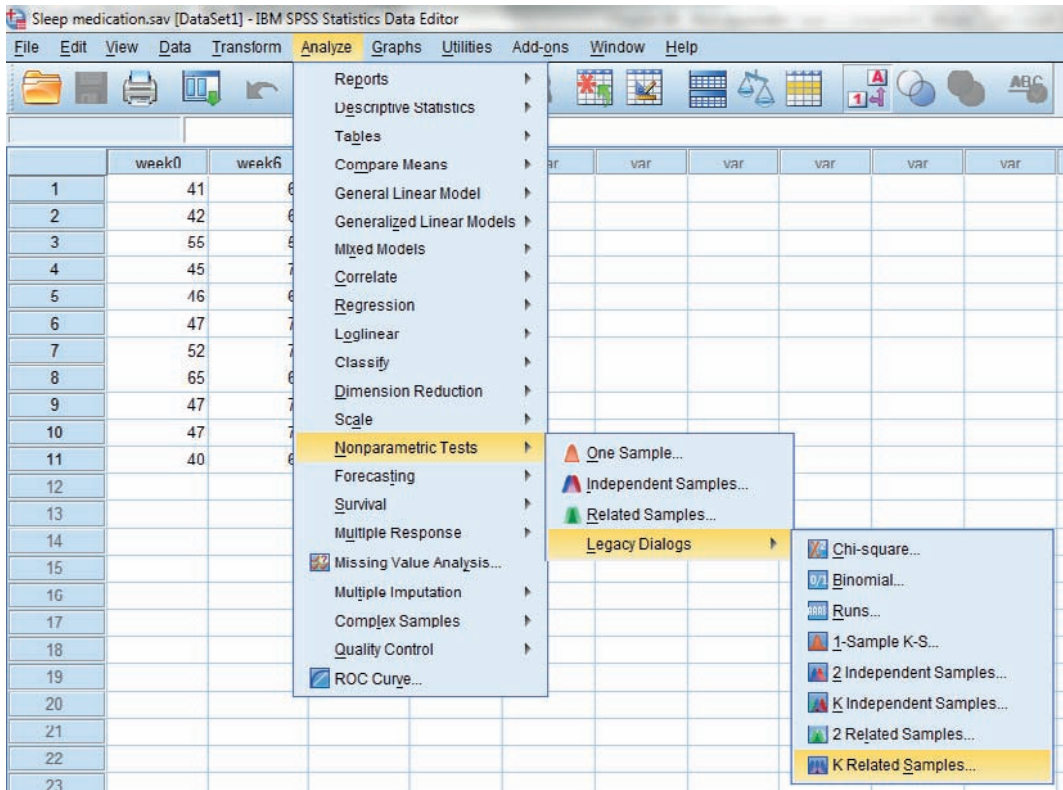 Sleep medication.sav [DataSet1] - IBM SPSS Statistics Data Editor
File Edit View Data Transform Analyze Graphs Utilities Add-ons Window Help
A
1
ABC
week0 week6 var var var var var
1 41
2 42
3 55
4 45
5 46
6 47
7 52
8 65
9 47
10 47
11 40
12
13
14
15
16
17
18
19
20
21
22
23
Reports
Descriptive Statistics
Tables
Compare Means
General Linear Model
Generalized Linear Models
Mixed Models
Correlate
Regression
Loglinear
Classify
Dimension Reduction
Scale
Nonparametric Tests
Forecasting
Survival
Multiple Response
Missing Value Analysis...
Multiple Imputation
Complex Samples
Quality Control
ROC Curve...
One Sample...
Independent Samples...
Related Samples...
Legacy Dialogs
Chi-square...
0/1 Binomial...
Runs...
1-Sample K-S...
2 Independent Samples...
K Independent Samples...
2 Related Samples...
K Related Samples...